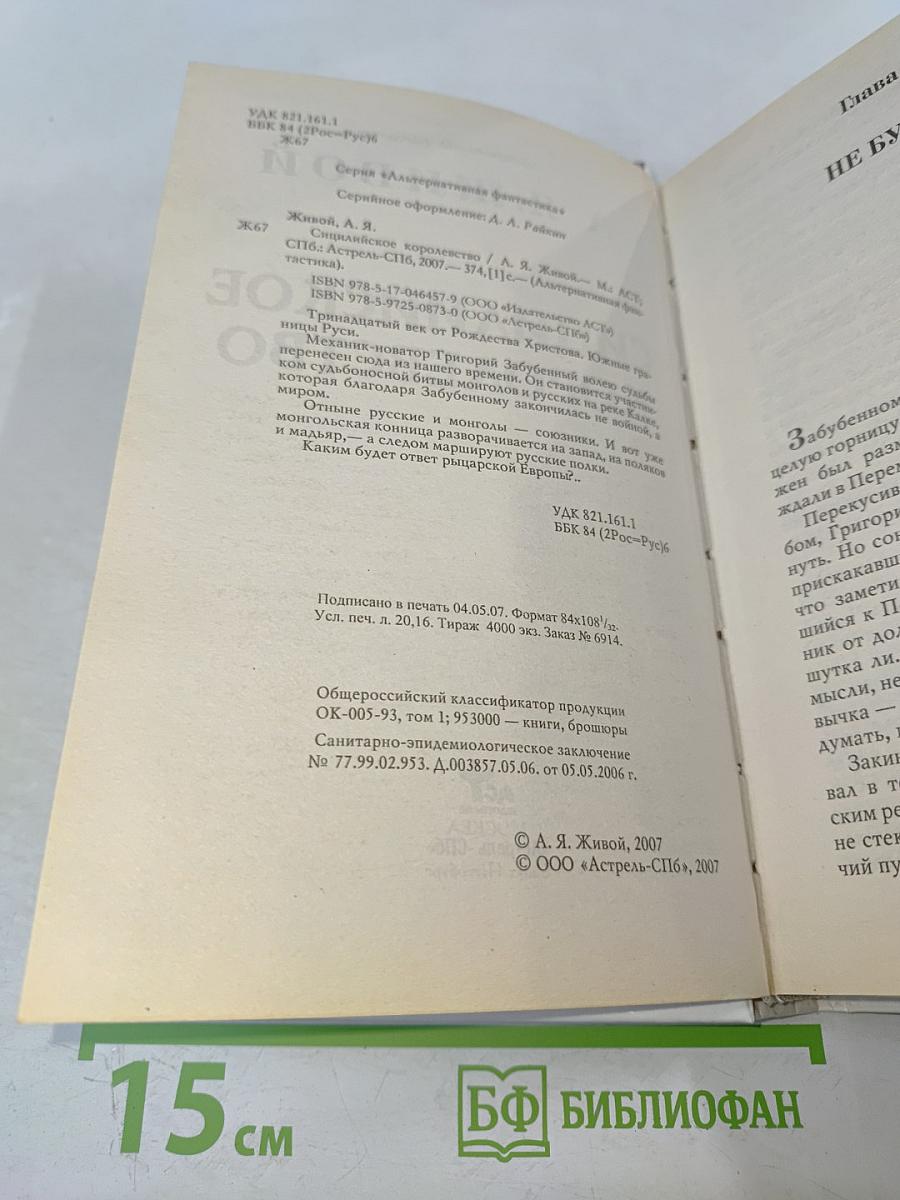 УДК 821.161.1
ББК 84 (2Рос=Рус)6
Ж67
Серия «Альтернативная фантастика»
Серийное оформление: Д. А. Райкин
Живой, А. Я.
Ж67 Сицилийское королевство / А. Я. Живой.— М.: АСТ;
СПб.: Астрель-СПб, 2007.— 374,[1]с.— (Альтернативная фан-
тастика).
ISBN 978-5-17-046457-9 (ООО «Издательство АСТ»)
ISBN 978-5-9725-0873-0 (ООО «Астрель-СПб»)
Тринадцатый век от Рождества Христова. Южные гра-
ницы Руси.
Механик-новатор Григорий Забубенный волею судьбы
перенесен сюда из нашего времени. Он становится участни-
ком судьбоносной битвы монголов и русских на реке Калке,
которая благодаря Забубенному закончилась не войной, а
миром.
Отныне русские и монголы — союзники. И вот уже
монгольская конница разворачивается на запад, на поляков
и мадьяр,— а следом маршируют русские полки.
Каким будет ответ рыцарской Европы?..
УДК 821.161.1
ББК 84 (2Рос=Рус)6
Подписано в печать 04.05.07. Формат 84х108¹/₃₂.
Усл. печ. л. 20,16. Тираж 4000 экз. Заказ № 6914.
Общероссийский классификатор продукции
ОК-005-93, том 1; 953000 — книги, брошюры
Санитарно-эпидемиологическое заключение
№ 77.99.02.953. Д.003857.05.06. от 05.05.2006 г.
© А. Я. Живой, 2007
© ООО «Астрель-СПб», 2007
Глава
НЕ БУ
Забубенном
целую горницу
жен был разм
ждали в Перем
Перекусив
бом, Григори
нуть. Но сон
прискакавш
что замети
шийся к П
ник от дол
шутка ли.
мысли, не
вычка —
думать,
Закин
вал в те
ским ре
не стек
чий пу
15 см
БФ БИБЛИОФАН